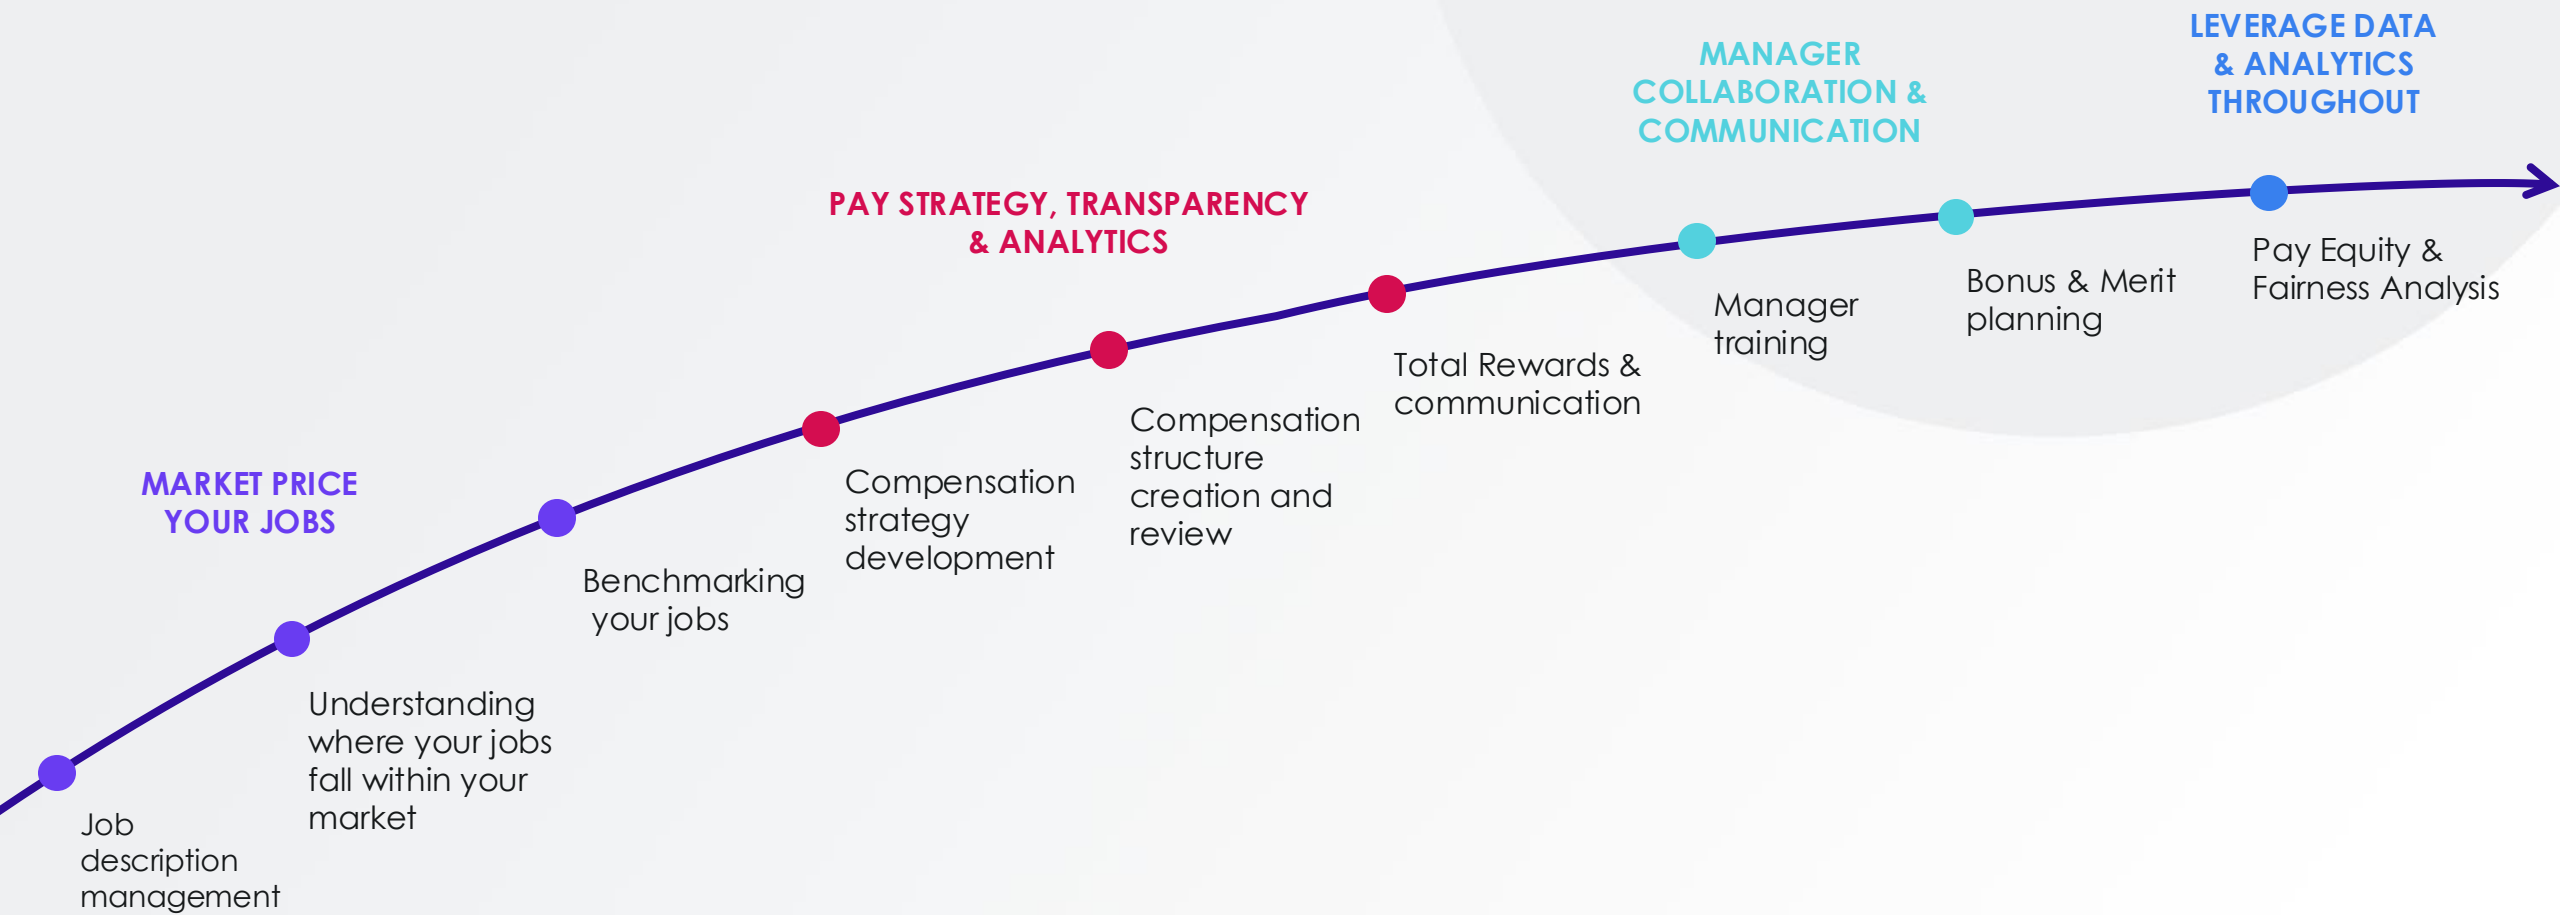 LEVERAGE DATA
& ANALYTICS
THROUGHOUT
MANAGER
COLLABORATION &
COMMUNICATION
PAY STRATEGY, TRANSPARENCY
& ANALYTICS
MARKET PRICE
YOUR JOBS
Job
description
management
Understanding
where your jobs
fall within your
market
Benchmarking
your jobs
Compensation
strategy
development
Compensation
structure
creation and
review
Total Rewards &
communication
Manager
training
Bonus & Merit
planning
Pay Equity &
Fairness Analysis